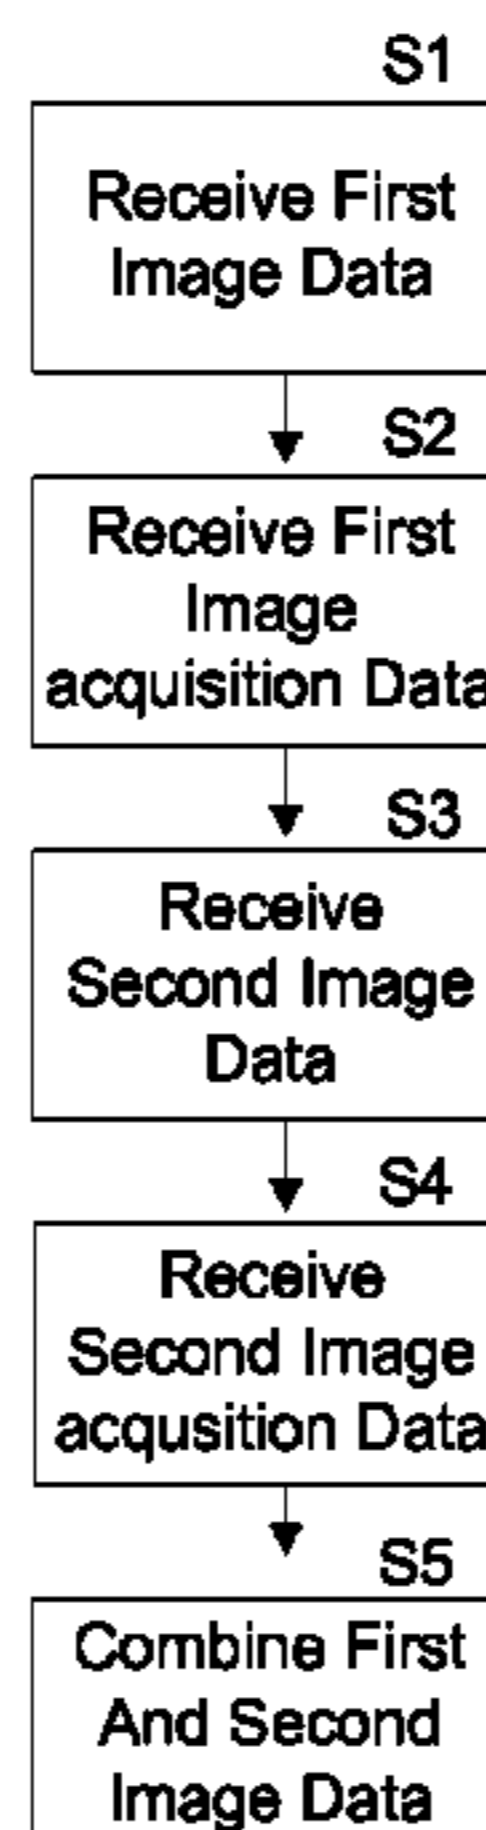 S1
Receive First
Image Data
S2
Receive First
Image
acquisition Data
S3
Receive
Second Image
Data
S4
Receive
Second Image
acqusition Data
S5
Combine First
And Second
Image Data